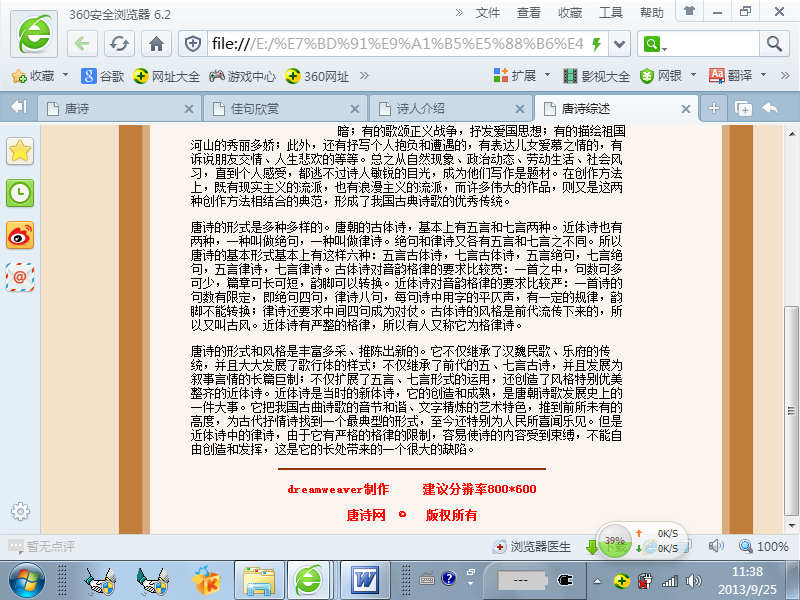 360安全浏览器 6.2
» 文件 查看 收藏 工具 帮助
file:///E:/%E7%BD%91%E9%A1%B5%E5%88%B6%E4
收藏 谷歌 网址大全 游戏中心 360网址 » 扩展 影视大全 网银 翻译 »
唐诗 佳句欣赏 诗人介绍 唐诗综述
暗；有的歌颂正义战争，抒发爱国思想；有的描绘祖国
河山的秀丽多娇；此外，还有抒写个人抱负和遭遇的，有表达儿女爱慕之情的，有
诉说朋友交情、人生悲欢的等等。总之从自然现象、政治动态、劳动生活、社会风
习，直到个人感受，都逃不过诗人敏锐的目光，成为他们写作是题材。在创作方法
上，既有现实主义的流派，也有浪漫主义的流派，而许多伟大的作品，则又是这两
种创作方法相结合的典范，形成了我国古典诗歌的优秀传统。
唐诗的形式是多种多样的。唐朝的古体诗，基本上有五言和七言两种。近体诗也有
两种，一种叫做绝句，一种叫做律诗。绝句和律诗又各有五言和七言之不同。所以
唐诗的基本形式基本上有这样六种：五言古体诗，七言古体诗，五言绝句，七言绝
句，五言律诗，七言律诗。古体诗对音韵格律的要求比较宽：一首之中，句数可多
可少，篇章可长可短，韵脚可以转换。近体诗对音韵格律的要求比较严：一首诗的
句数有限定，即绝句四句，律诗八句，每句诗中用字的平仄声，有一定的规律，韵
脚不能转换；律诗还要求中间四句成为对仗。古体诗的风格是前代流传下来的，所
以又叫古风。近体诗有严整的格律，所以有人又称它为格律诗。
唐诗的形式和风格是丰富多采、推陈出新的。它不仅继承了汉魏民歌、乐府的传
统，并且大大发展了歌行体的样式；不仅继承了前代的五、七言古诗，并且发展为
叙事言情的长篇巨制；不仅扩展了五言、七言形式的运用，还创造了风格特别优美
整齐的近体诗。近体诗是当时的新体诗，它的创造和成熟，是唐朝诗歌发展史上的
一件大事。它把我国古曲诗歌的音节和谐、文字精炼的艺术特色，推到前所未有的
高度，为古代抒情诗找到一个最典型的形式，至今还特别为人民所喜闻乐见。但是
近体诗中的律诗，由于它有严格的格律的限制，容易使诗的内容受到束缚，不能自
由创造和发挥，这是它的长处带来的一个很大的缺陷。
dreamweaver制作 建议分辨率800*600
唐诗网 © 版权所有
暂无点评 浏览器医生 下载 39% 0K/S 0K/S 100%
11:38
2013/9/25